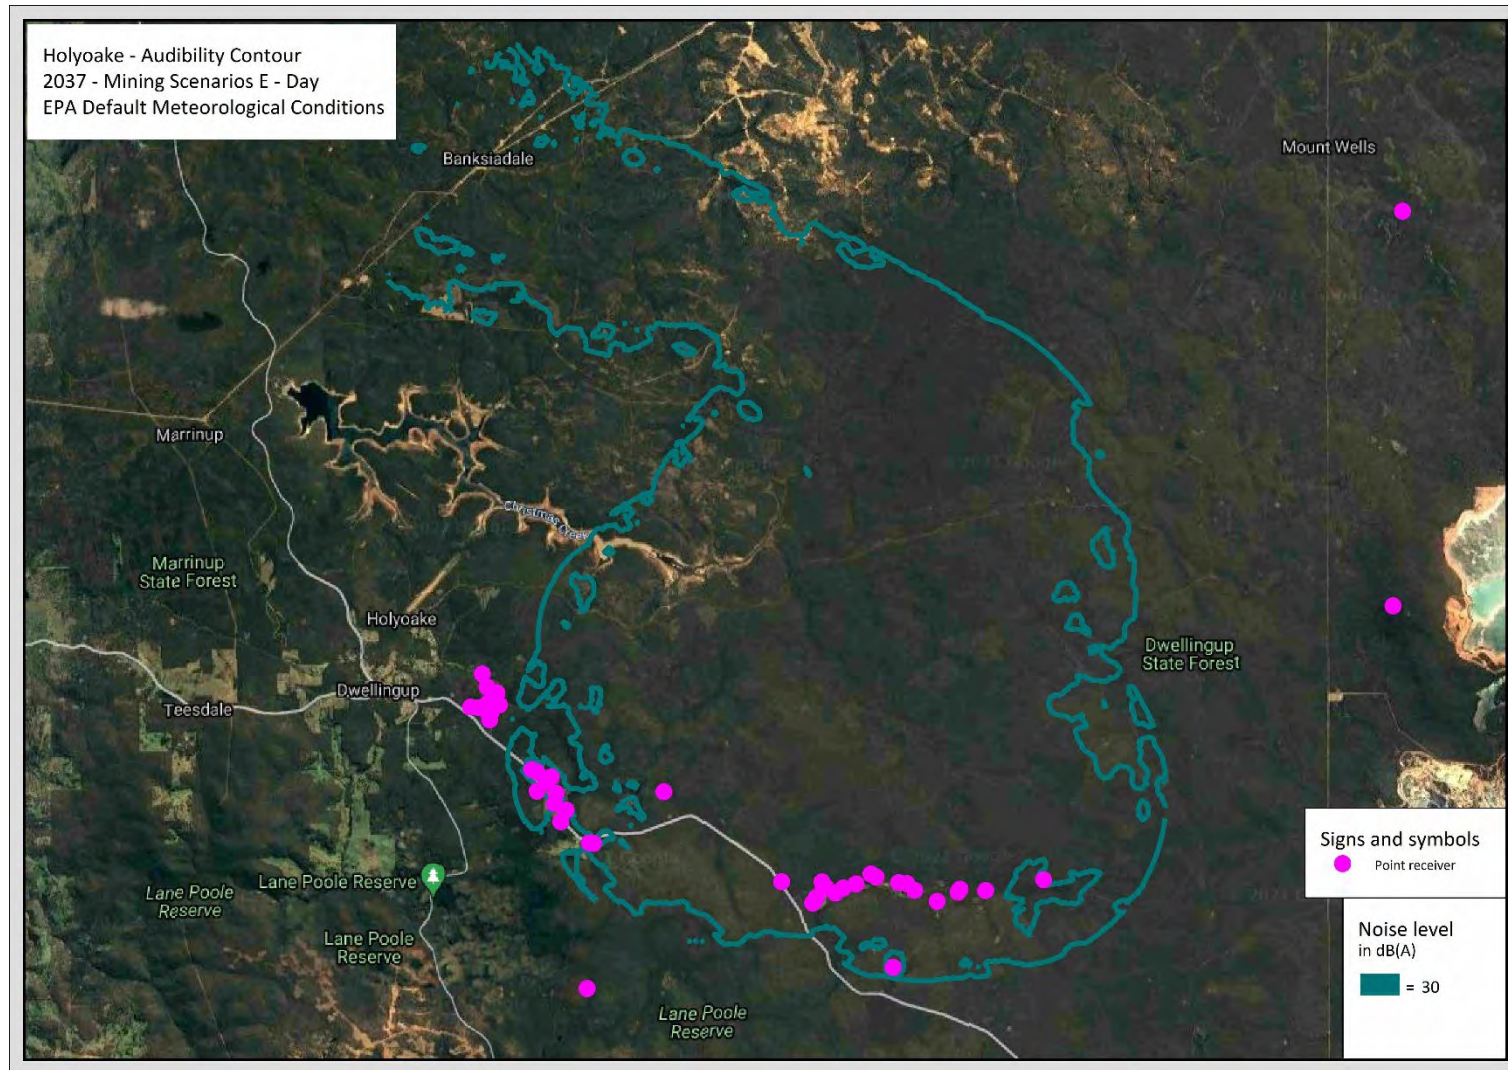 Holyoake - Audibility Contour
2037 - Mining Scenarios E - Day
EPA Default Meteorological Conditions
Banksiadale
Mount Wells
Marrinup
Christmas Creek
Marrinup
State Forest
Holyoake
Dwellingup
State Forest
Dwellingup
Teesdale
Signs and symbols
Point receiver
Lane Poole Reserve
Lane Poole
Reserve
Lane Poole
Reserve
Noise level
in dB(A)
= 30
Lane Poole
Reserve